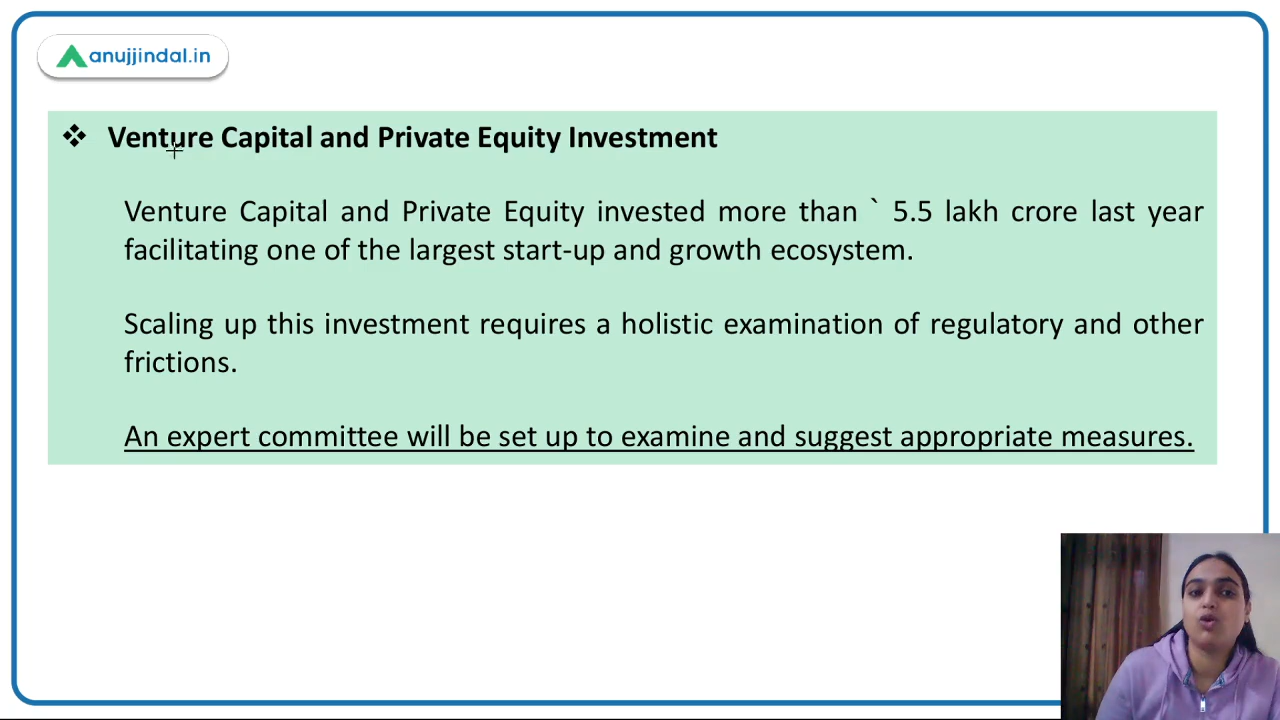 anujjindal.in
❖ Venture Capital and Private Equity Investment
Venture Capital and Private Equity invested more than ` 5.5 lakh crore last year
facilitating one of the largest start-up and growth ecosystem.
Scaling up this investment requires a holistic examination of regulatory and other
frictions.
An expert committee will be set up to examine and suggest appropriate measures.